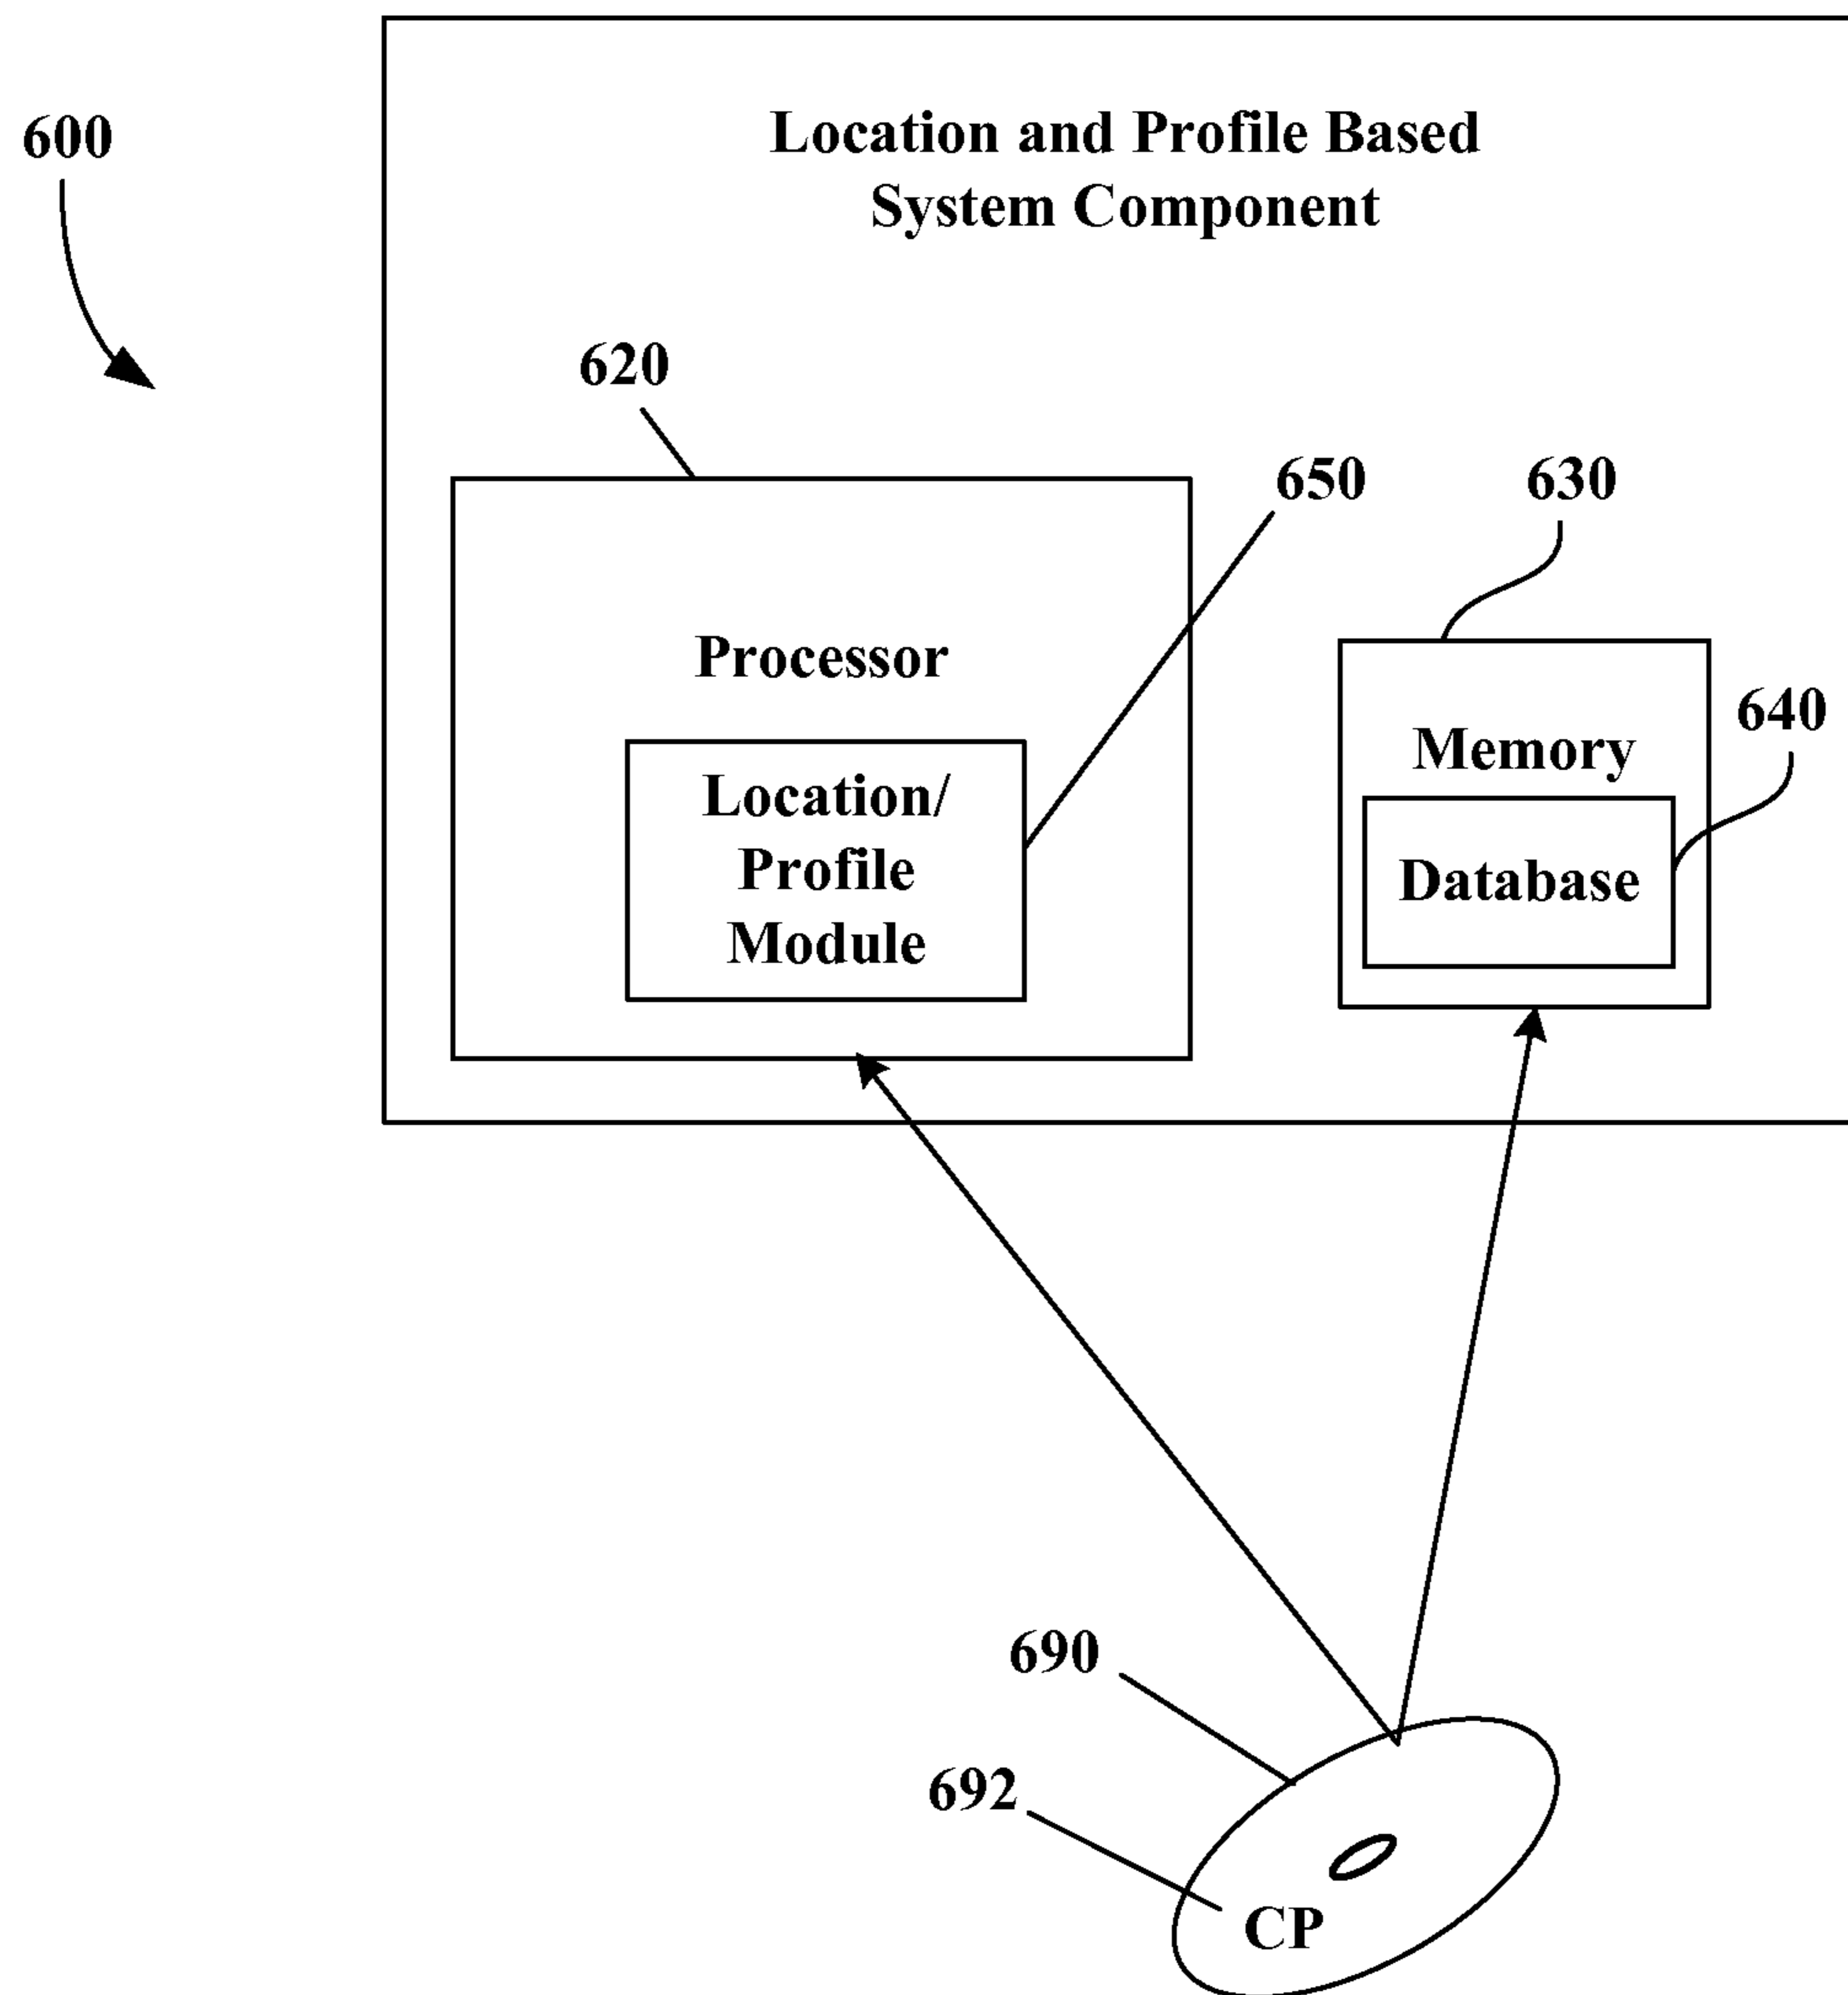 Location and Profile Based
System Component
600
620
650
630
Processor
640
Memory
Location/
Profile
Module
Database
690
692
CP